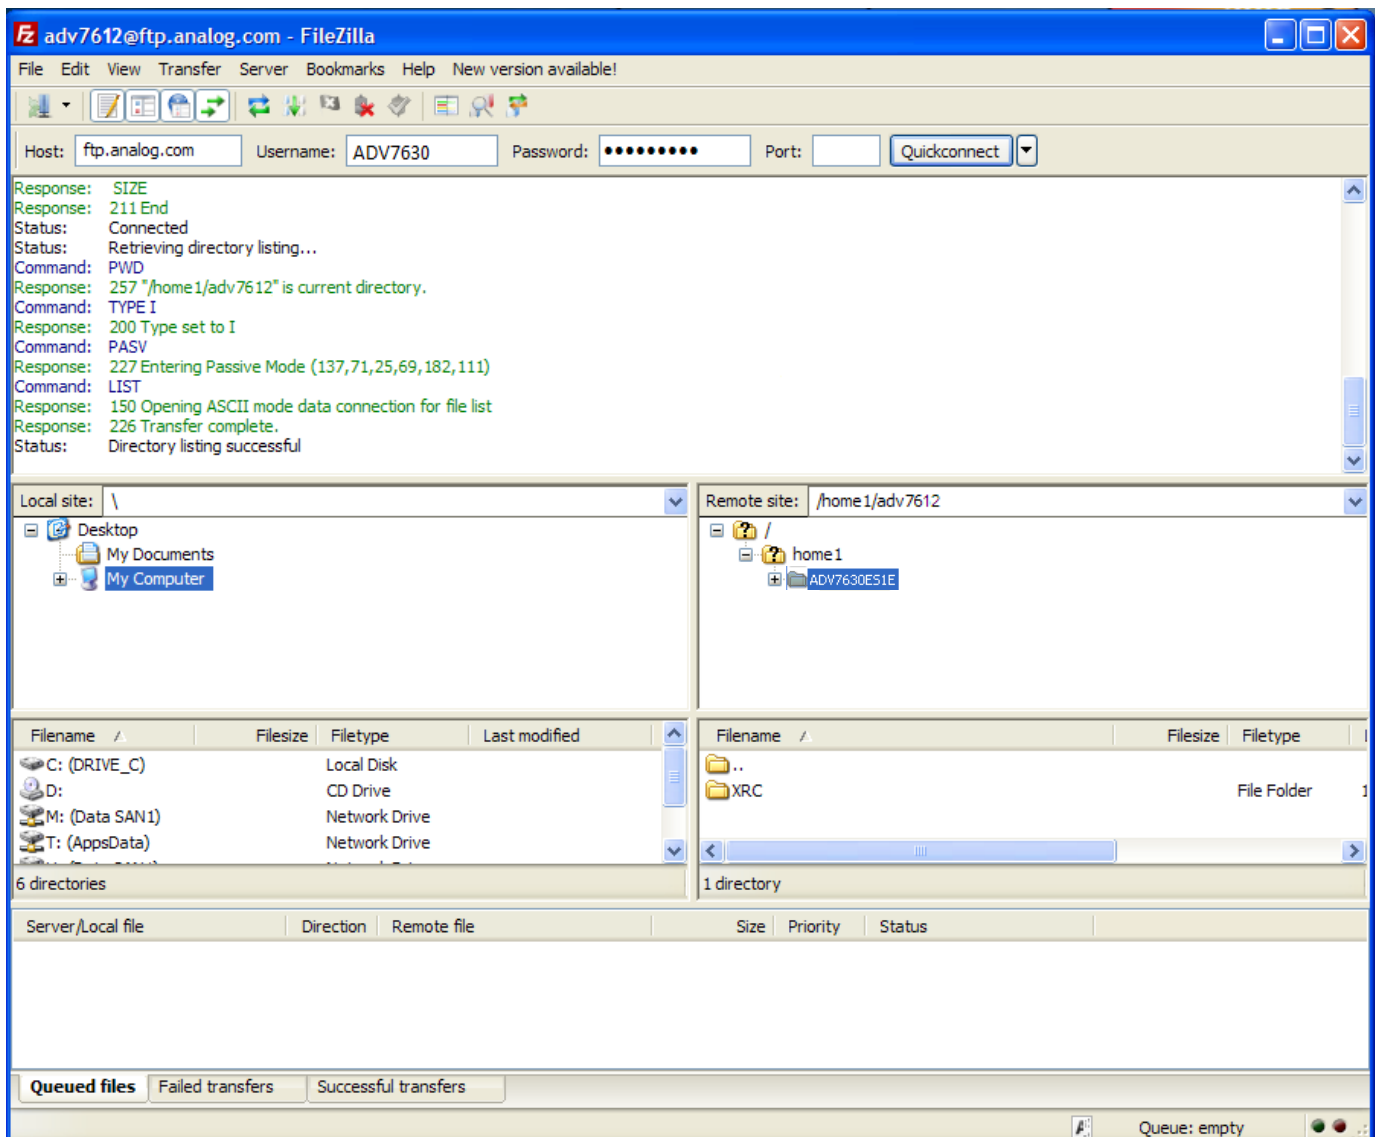 adv7612@ftp.analog.com - FileZilla
File Edit View Transfer Server Bookmarks Help New version available!
Host: ftp.analog.com Username: ADV7630 Password: ●●●●●●●●● Port: Quickconnect
Response: SIZE
Response: 211 End
Status: Connected
Status: Retrieving directory listing...
Command: PWD
Response: 257 "/home1/adv7612" is current directory.
Command: TYPE I
Response: 200 Type set to I
Command: PASV
Response: 227 Entering Passive Mode (137,71,25,69,182,111)
Command: LIST
Response: 150 Opening ASCII mode data connection for file list
Response: 226 Transfer complete.
Status: Directory listing successful
Local site: \
Desktop
My Documents
My Computer
Remote site: /home1/adv7612
/
home1
ADV7630ES1E
Filename Filesize Filetype Last modified
C: (DRIVE_C) Local Disk
D: CD Drive
M: (Data SAN1) Network Drive
T: (AppsData) Network Drive
6 directories
Filename Filesize Filetype
..
XRC File Folder 1
1 directory
Server/Local file Direction Remote file Size Priority Status
Queued files Failed transfers Successful transfers
Queue: empty